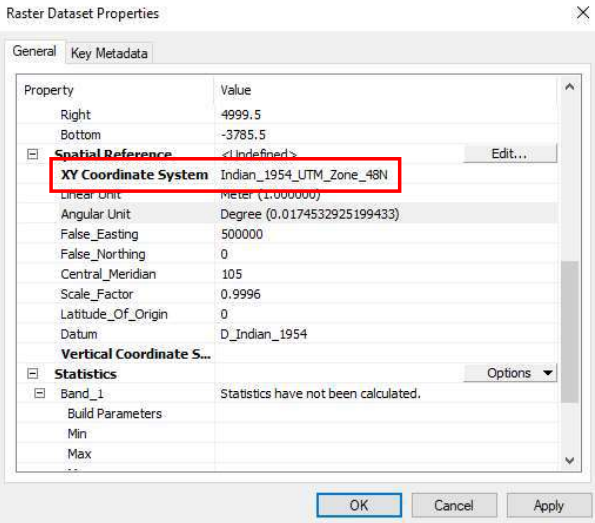 Raster Dataset Properties
General Key Metadata
Property Value
Right 4999.5
Bottom -3785.5
Spatial Reference <Undefined> Edit...
XY Coordinate System Indian_1954_UTM_Zone_48N
Linear Unit Meter (1.000000)
Angular Unit Degree (0.0174532925199433)
False_Easting 500000
False_Northing 0
Central_Meridian 105
Scale_Factor 0.9996
Latitude_Of_Origin 0
Datum D_Indian_1954
Vertical Coordinate S...
Statistics Options
Band_1 Statistics have not been calculated.
Build Parameters
Min
Max
OK Cancel Apply